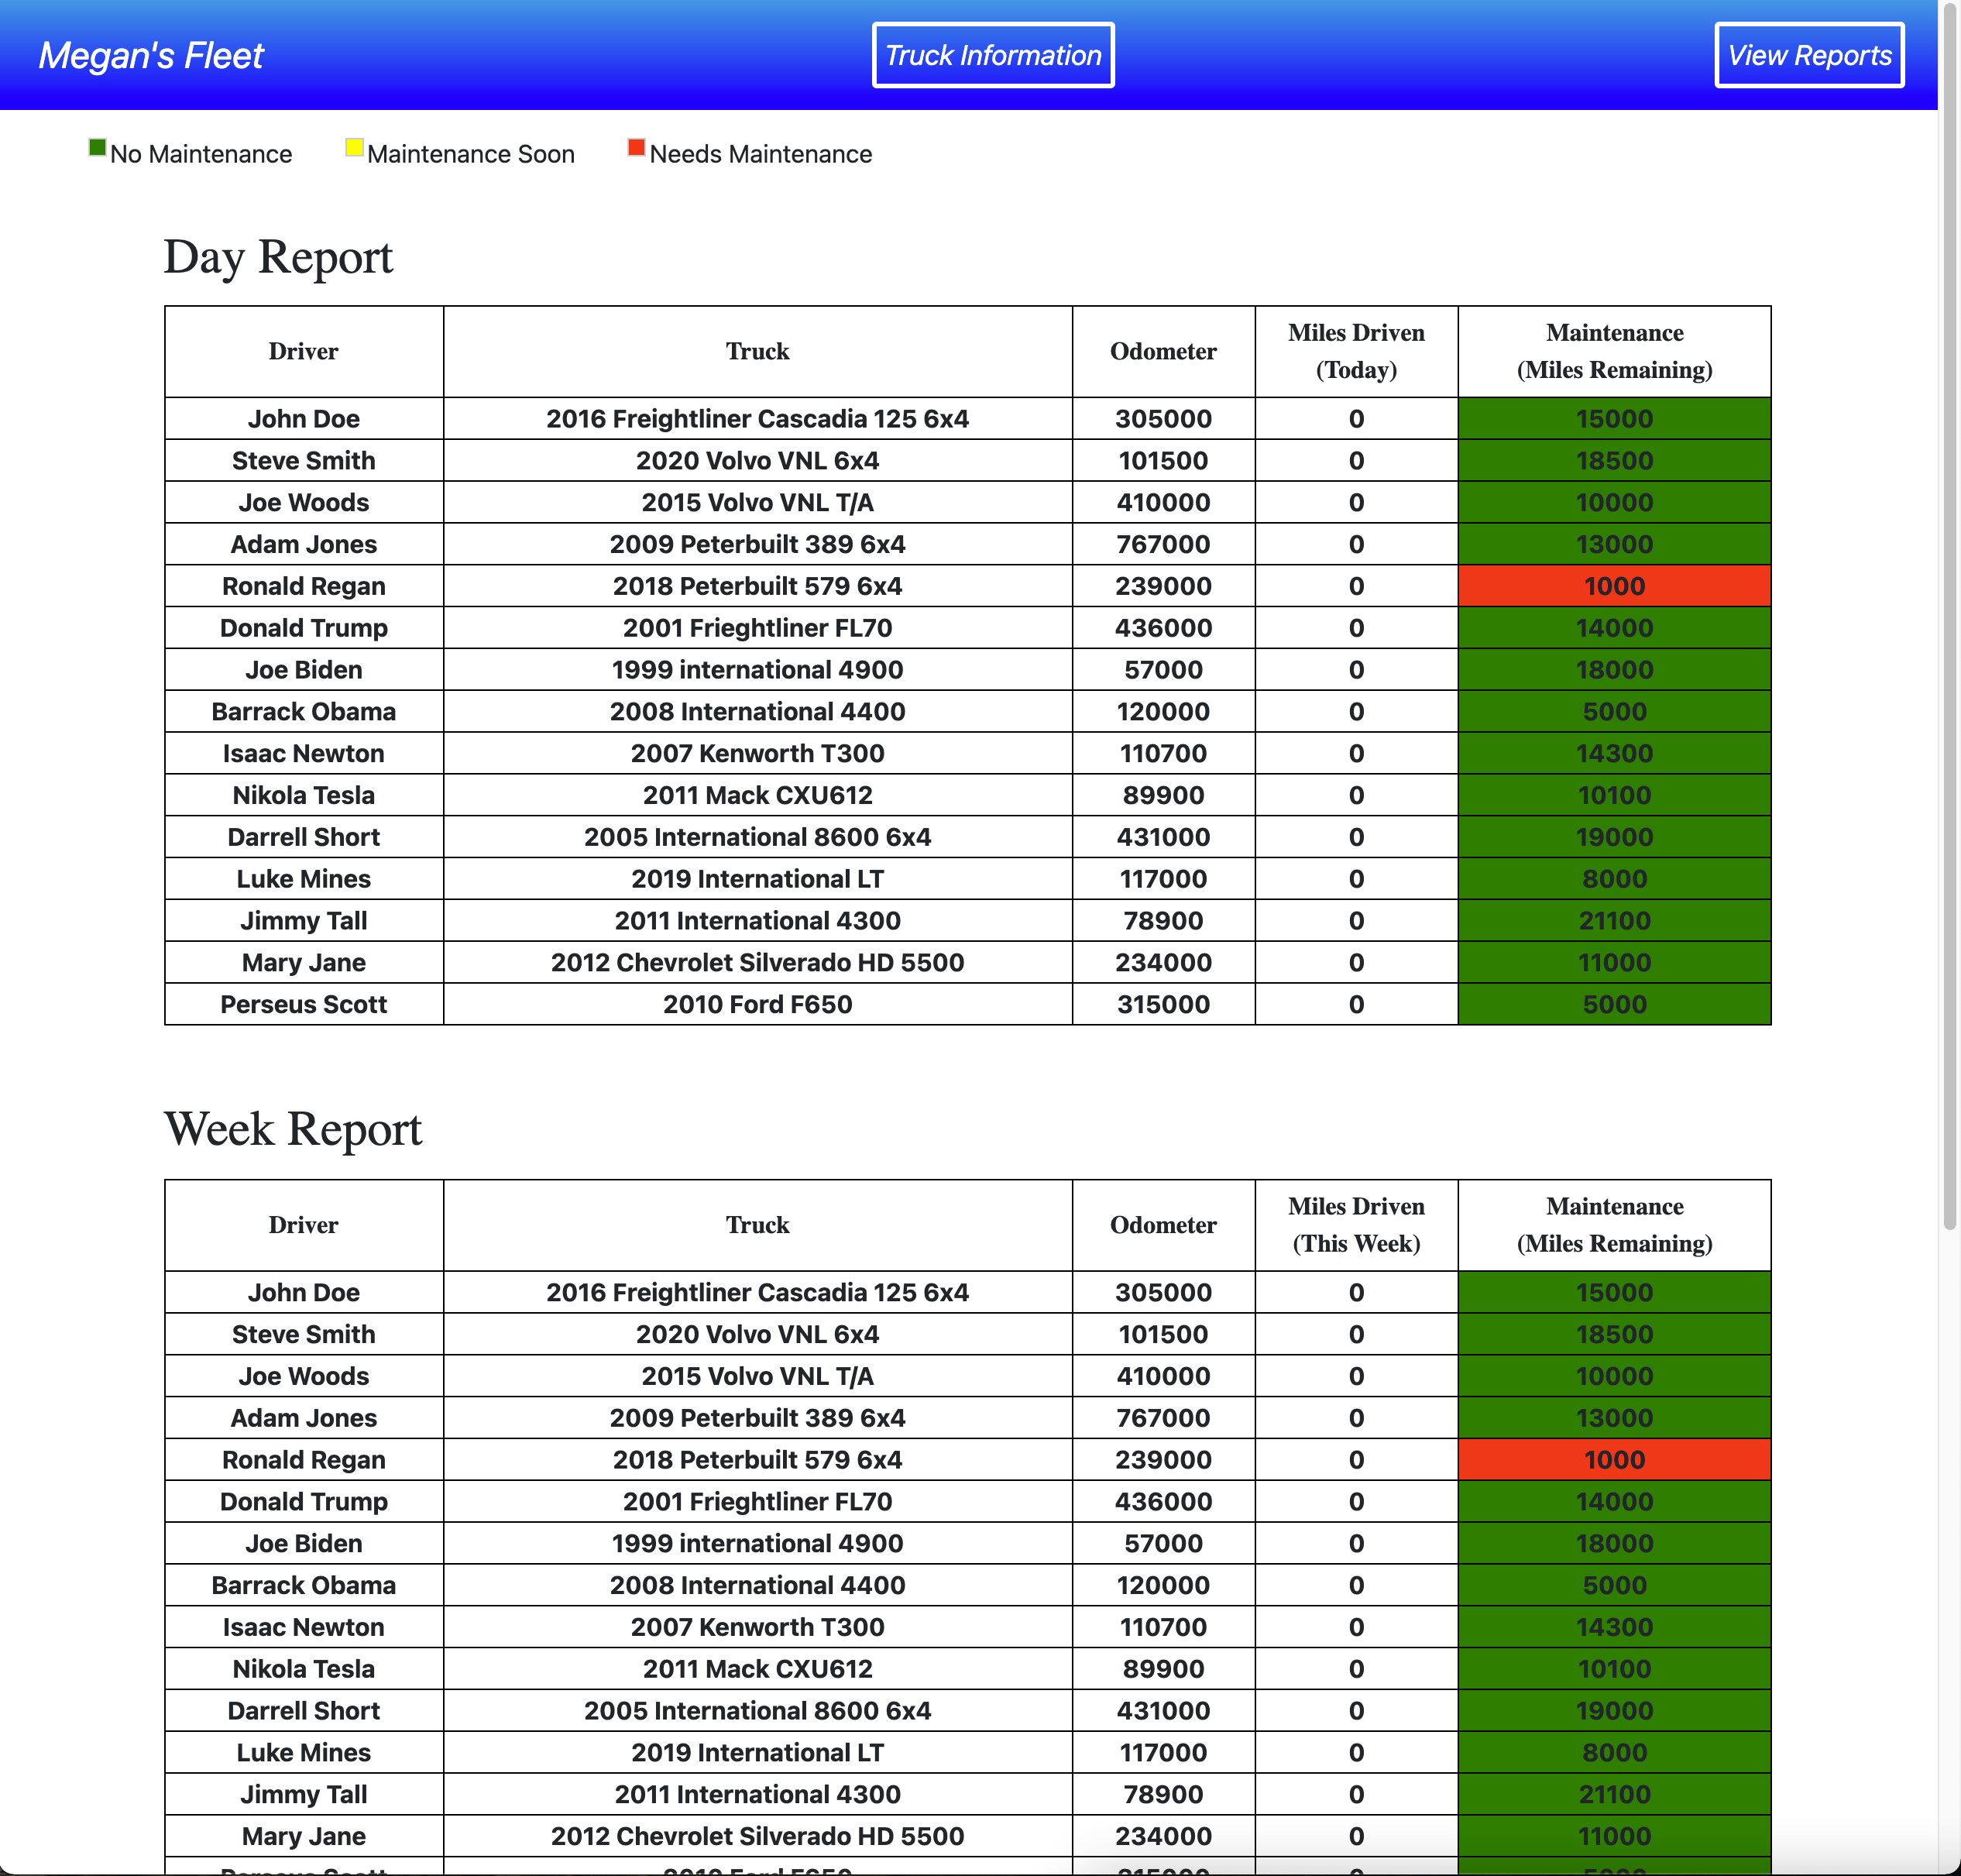 Megan's Fleet Truck Information View Reports
No Maintenance Maintenance Soon Needs Maintenance
Day Report
Driver Truck Odometer Miles Driven (Today) Maintenance (Miles Remaining)
John Doe 2016 Freightliner Cascadia 125 6x4 305000 0 15000
Steve Smith 2020 Volvo VNL 6x4 101500 0 18500
Joe Woods 2015 Volvo VNL T/A 410000 0 10000
Adam Jones 2009 Peterbuilt 389 6x4 767000 0 13000
Ronald Regan 2018 Peterbuilt 579 6x4 239000 0 1000
Donald Trump 2001 Frieghtliner FL70 436000 0 14000
Joe Biden 1999 international 4900 57000 0 18000
Barrack Obama 2008 International 4400 120000 0 5000
Isaac Newton 2007 Kenworth T300 110700 0 14300
Nikola Tesla 2011 Mack CXU612 89900 0 10100
Darrell Short 2005 International 8600 6x4 431000 0 19000
Luke Mines 2019 International LT 117000 0 8000
Jimmy Tall 2011 International 4300 78900 0 21100
Mary Jane 2012 Chevrolet Silverado HD 5500 234000 0 11000
Perseus Scott 2010 Ford F650 315000 0 5000
Week Report
Driver Truck Odometer Miles Driven (This Week) Maintenance (Miles Remaining)
John Doe 2016 Freightliner Cascadia 125 6x4 305000 0 15000
Steve Smith 2020 Volvo VNL 6x4 101500 0 18500
Joe Woods 2015 Volvo VNL T/A 410000 0 10000
Adam Jones 2009 Peterbuilt 389 6x4 767000 0 13000
Ronald Regan 2018 Peterbuilt 579 6x4 239000 0 1000
Donald Trump 2001 Frieghtliner FL70 436000 0 14000
Joe Biden 1999 international 4900 57000 0 18000
Barrack Obama 2008 International 4400 120000 0 5000
Isaac Newton 2007 Kenworth T300 110700 0 14300
Nikola Tesla 2011 Mack CXU612 89900 0 10100
Darrell Short 2005 International 8600 6x4 431000 0 19000
Luke Mines 2019 International LT 117000 0 8000
Jimmy Tall 2011 International 4300 78900 0 21100
Mary Jane 2012 Chevrolet Silverado HD 5500 234000 0 11000